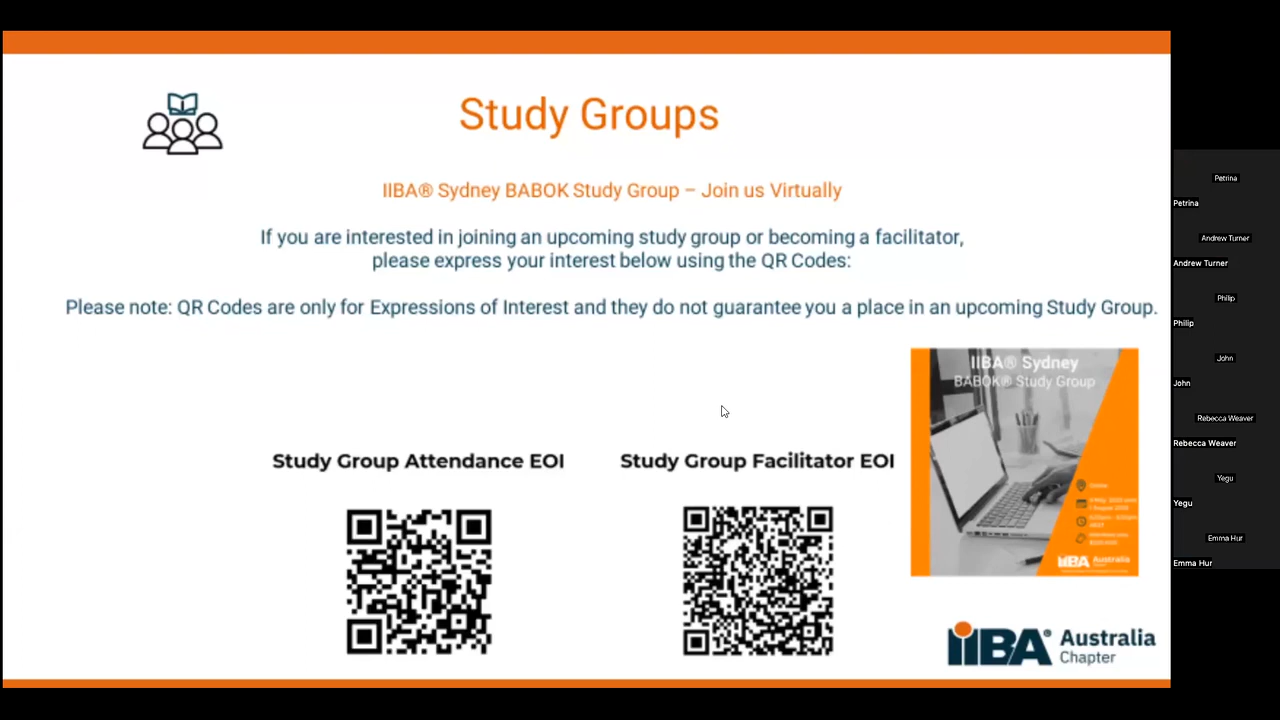 Study Groups
IIBA® Sydney BABOK Study Group – Join us Virtually
If you are interested in joining an upcoming study group or becoming a facilitator,
please express your interest below using the QR Codes:
Please note: QR Codes are only for Expressions of Interest and they do not guarantee you a place in an upcoming Study Group.
Study Group Attendance EOI
Study Group Facilitator EOI
IIBA® Sydney
BABOK® Study Group
Online
IIBA Australia
IIBA® Australia
Chapter
Petrina
Petrina
Andrew Turner
Andrew Turner
Philip
Philip
John
John
Rebecca Weaver
Rebecca Weaver
Yegu
Yegu
Emma Hur
Emma Hur